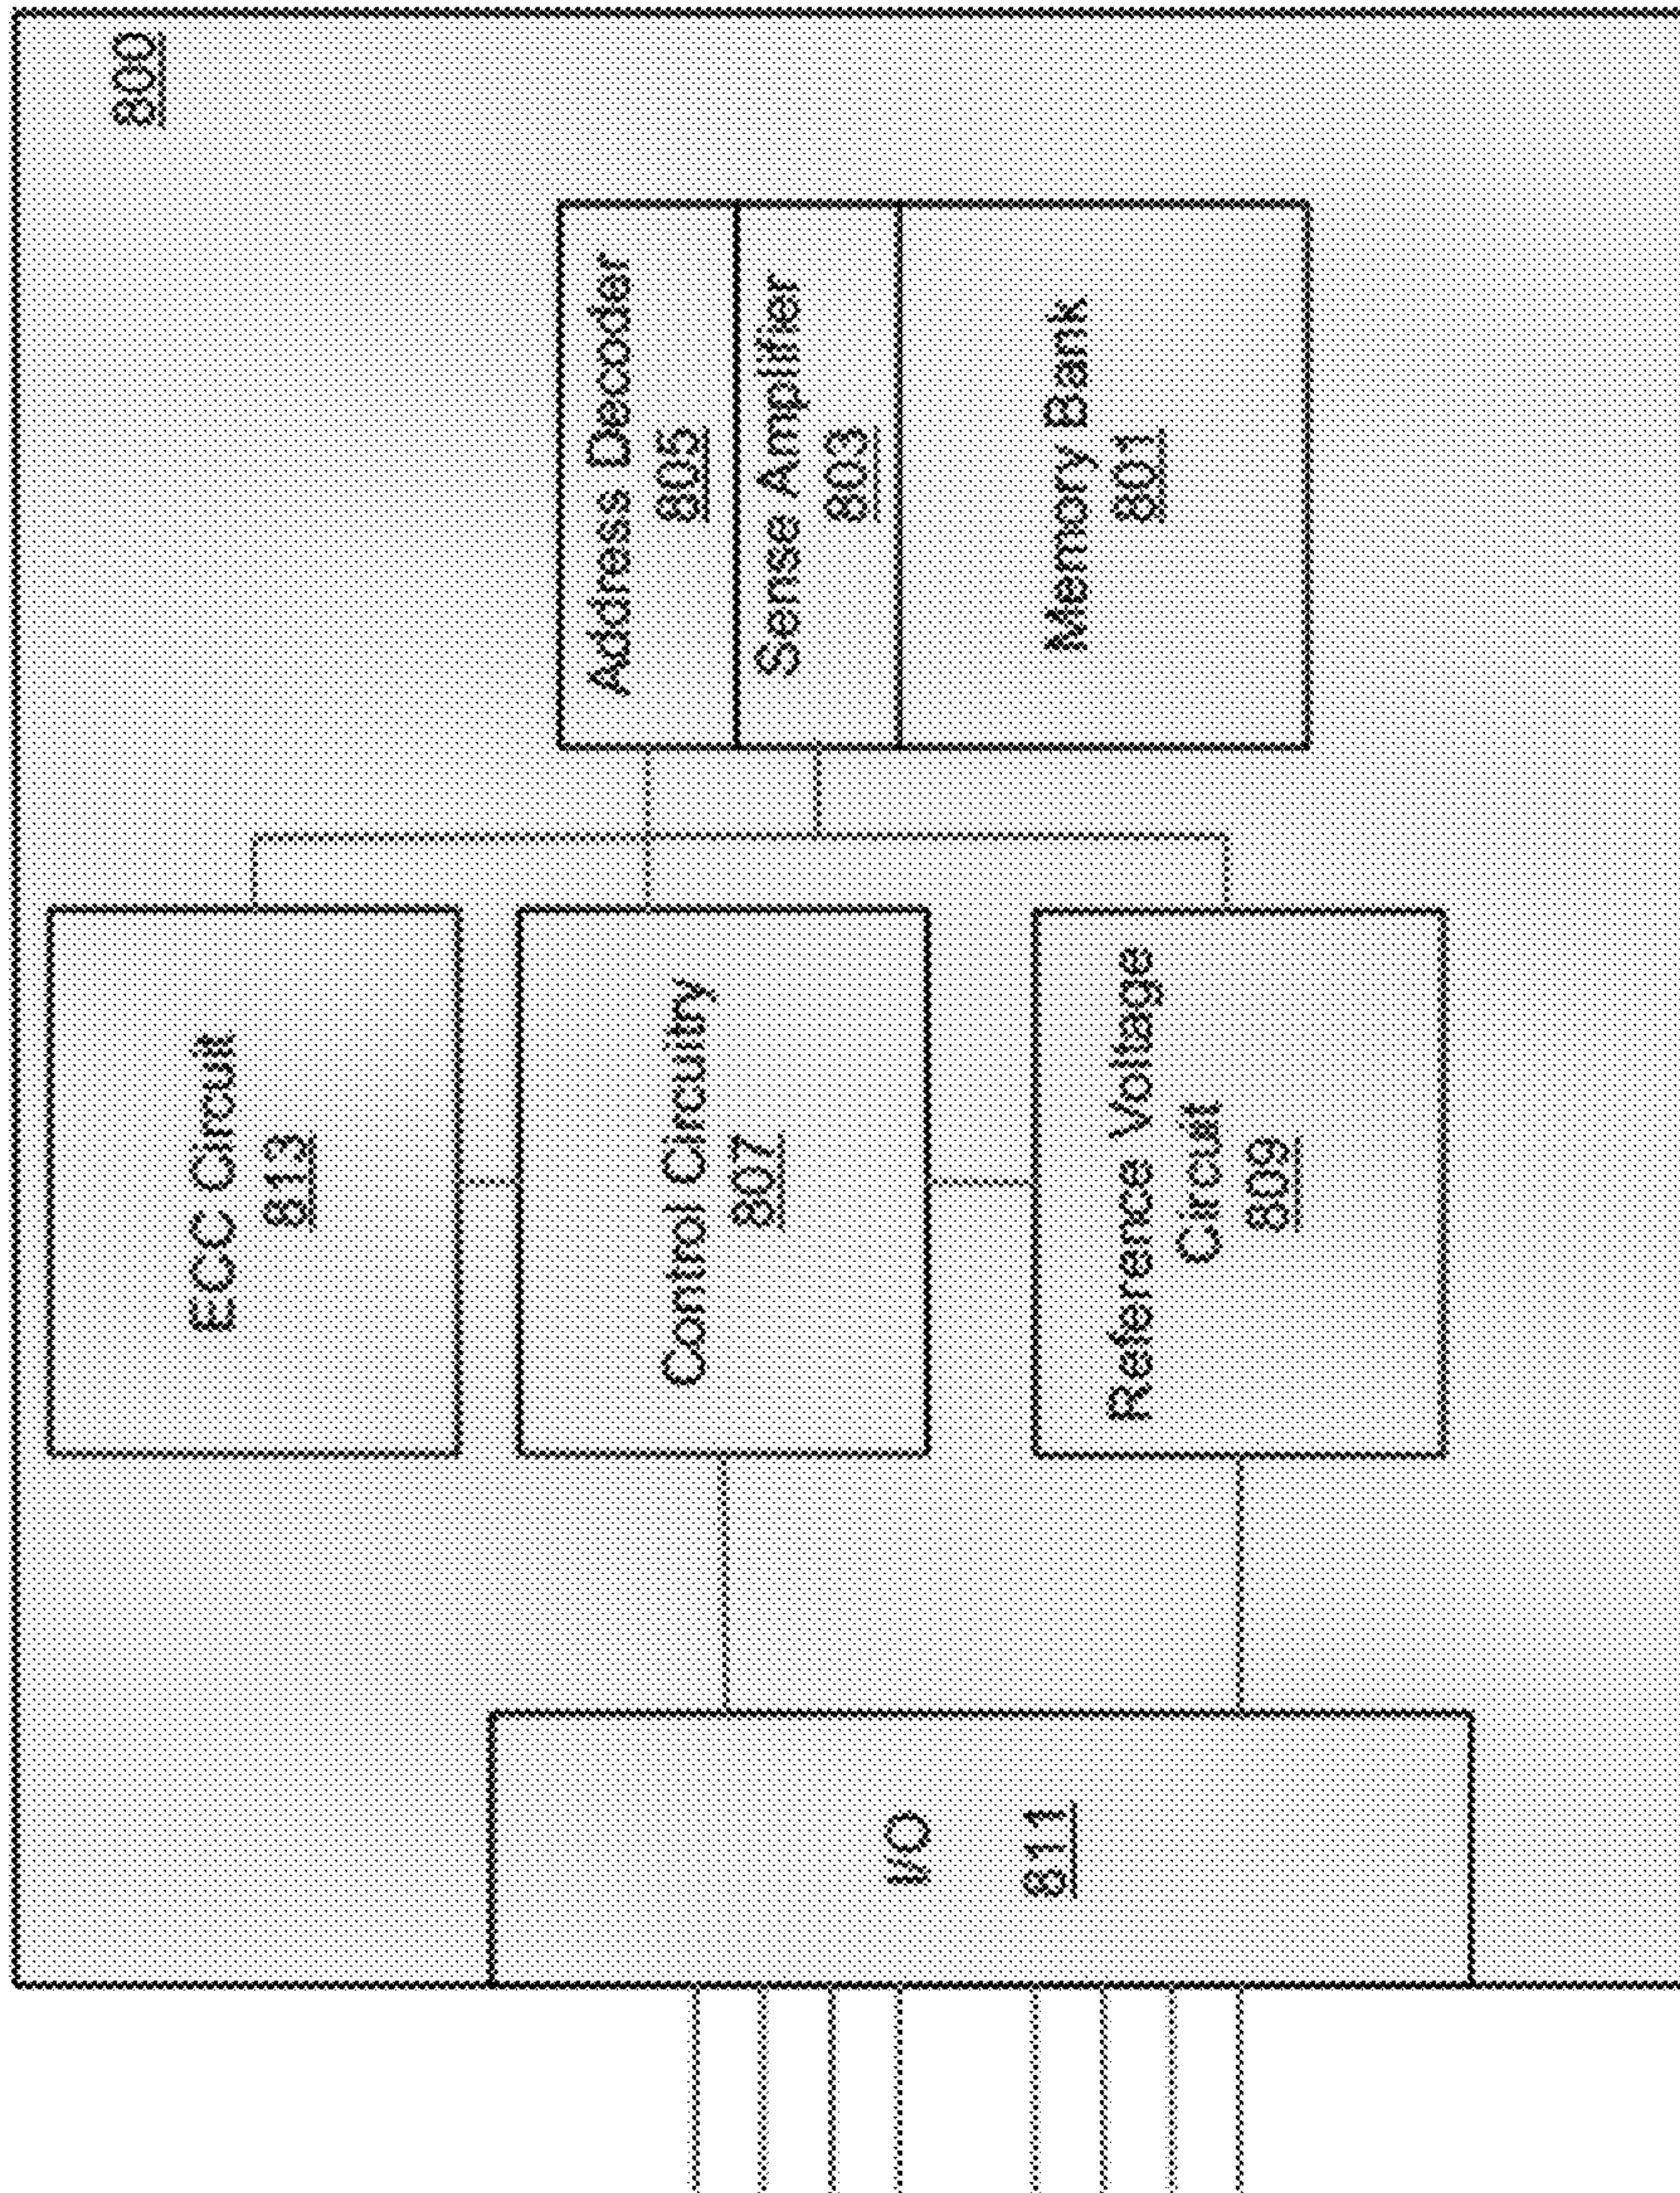 800
ECC Circuit
813
Control Circuitry
807
Reference Voltage
Circuit
809
Address Decoder
805
Sense Amplifier
803
Memory Bank
801
I/O
811